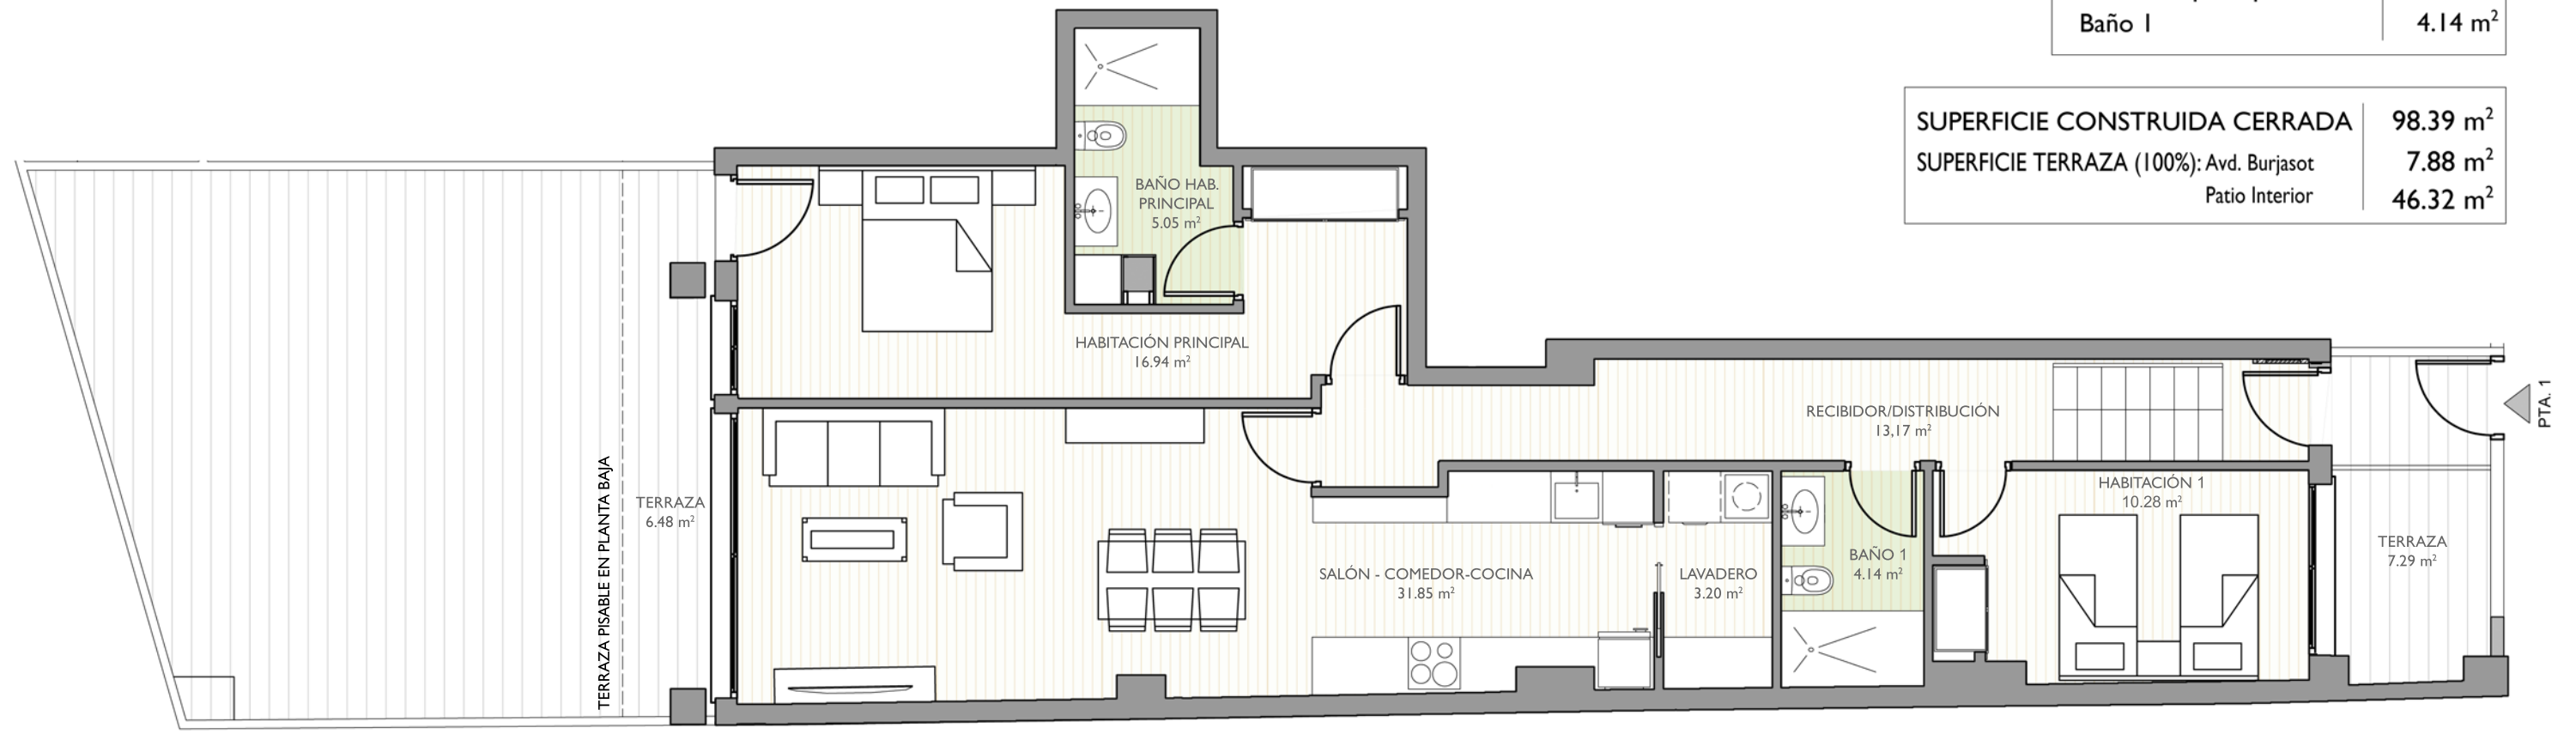 Baño 1 4.14 m²
SUPERFICIE CONSTRUIDA CERRADA 98.39 m²
SUPERFICIE TERRAZA (100%): Avd. Burjasot 7.88 m²
Patio Interior 46.32 m²
BAÑO HAB.
PRINCIPAL
5.05 m²
HABITACIÓN PRINCIPAL
16.94 m²
RECIBIDOR/DISTRIBUCIÓN
13,17 m²
PTA. 1
TERRAZA PISABLE EN PLANTA BAJA
TERRAZA
6.48 m²
SALÓN - COMEDOR-COCINA
31.85 m²
LAVADERO
3.20 m²
BAÑO 1
4.14 m²
HABITACIÓN 1
10.28 m²
TERRAZA
7.29 m²